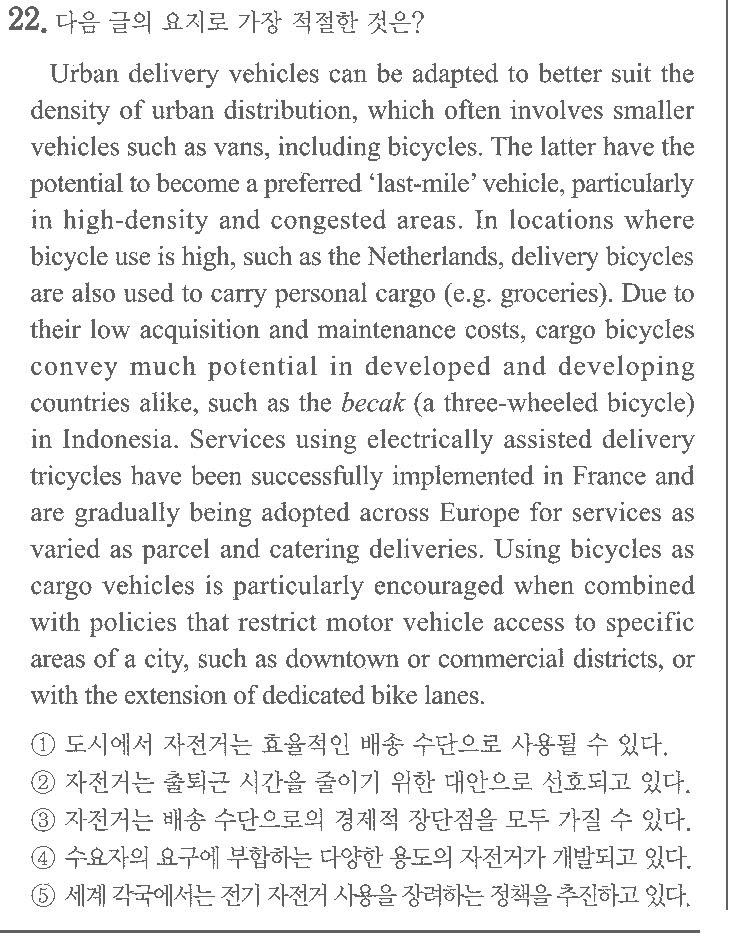 22. 다음 글의 요지로 가장 적절한 것은?
Urban delivery vehicles can be adapted to better suit the
density of urban distribution, which often involves smaller
vehicles such as vans, including bicycles. The latter have the
potential to become a preferred ‘last-mile’ vehicle, particularly
in high-density and congested areas. In locations where
bicycle use is high, such as the Netherlands, delivery bicycles
are also used to carry personal cargo (e.g. groceries). Due to
their low acquisition and maintenance costs, cargo bicycles
convey much potential in developed and developing
countries alike, such as the becak (a three-wheeled bicycle)
in Indonesia. Services using electrically assisted delivery
tricycles have been successfully implemented in France and
are gradually being adopted across Europe for services as
varied as parcel and catering deliveries. Using bicycles as
cargo vehicles is particularly encouraged when combined
with policies that restrict motor vehicle access to specific
areas of a city, such as downtown or commercial districts, or
with the extension of dedicated bike lanes.
① 도시에서 자전거는 효율적인 배송 수단으로 사용될 수 있다.
② 자전거는 출퇴근 시간을 줄이기 위한 대안으로 선호되고 있다.
③ 자전거는 배송 수단으로의 경제적 장단점을 모두 가질 수 있다.
④ 수요자의 요구에 부합하는 다양한 용도의 자전거가 개발되고 있다.
⑤ 세계 각국에서는 전기 자전거 사용을 장려하는 정책을 추진하고 있다.